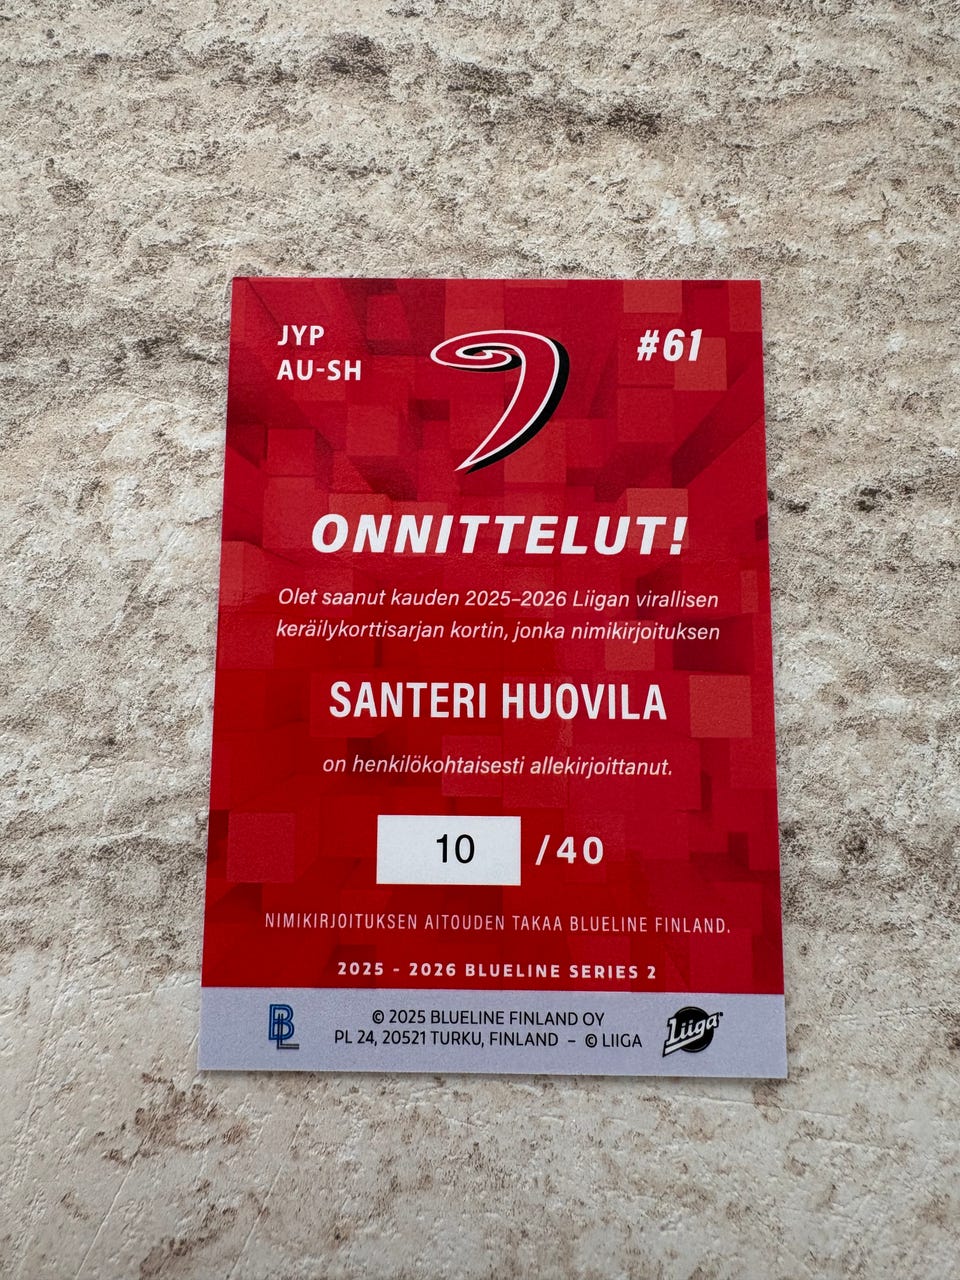 JYP
AU-SH
#61
ONNITTELUT!
Olet saanut kauden 2025–2026 Liigan virallisen
keräilykorttisarjan kortin, jonka nimikirjoituksen
SANTERI HUOVILA
on henkilökohtaisesti allekirjoittanut.
10 /40
NIMIKIRJOITUKSEN AITOUDEN TAKAA BLUELINE FINLAND.
2025 - 2026 BLUELINE SERIES 2
BL
© 2025 BLUELINE FINLAND OY
PL 24, 20521 TURKU, FINLAND – © LIIGA
Liiga